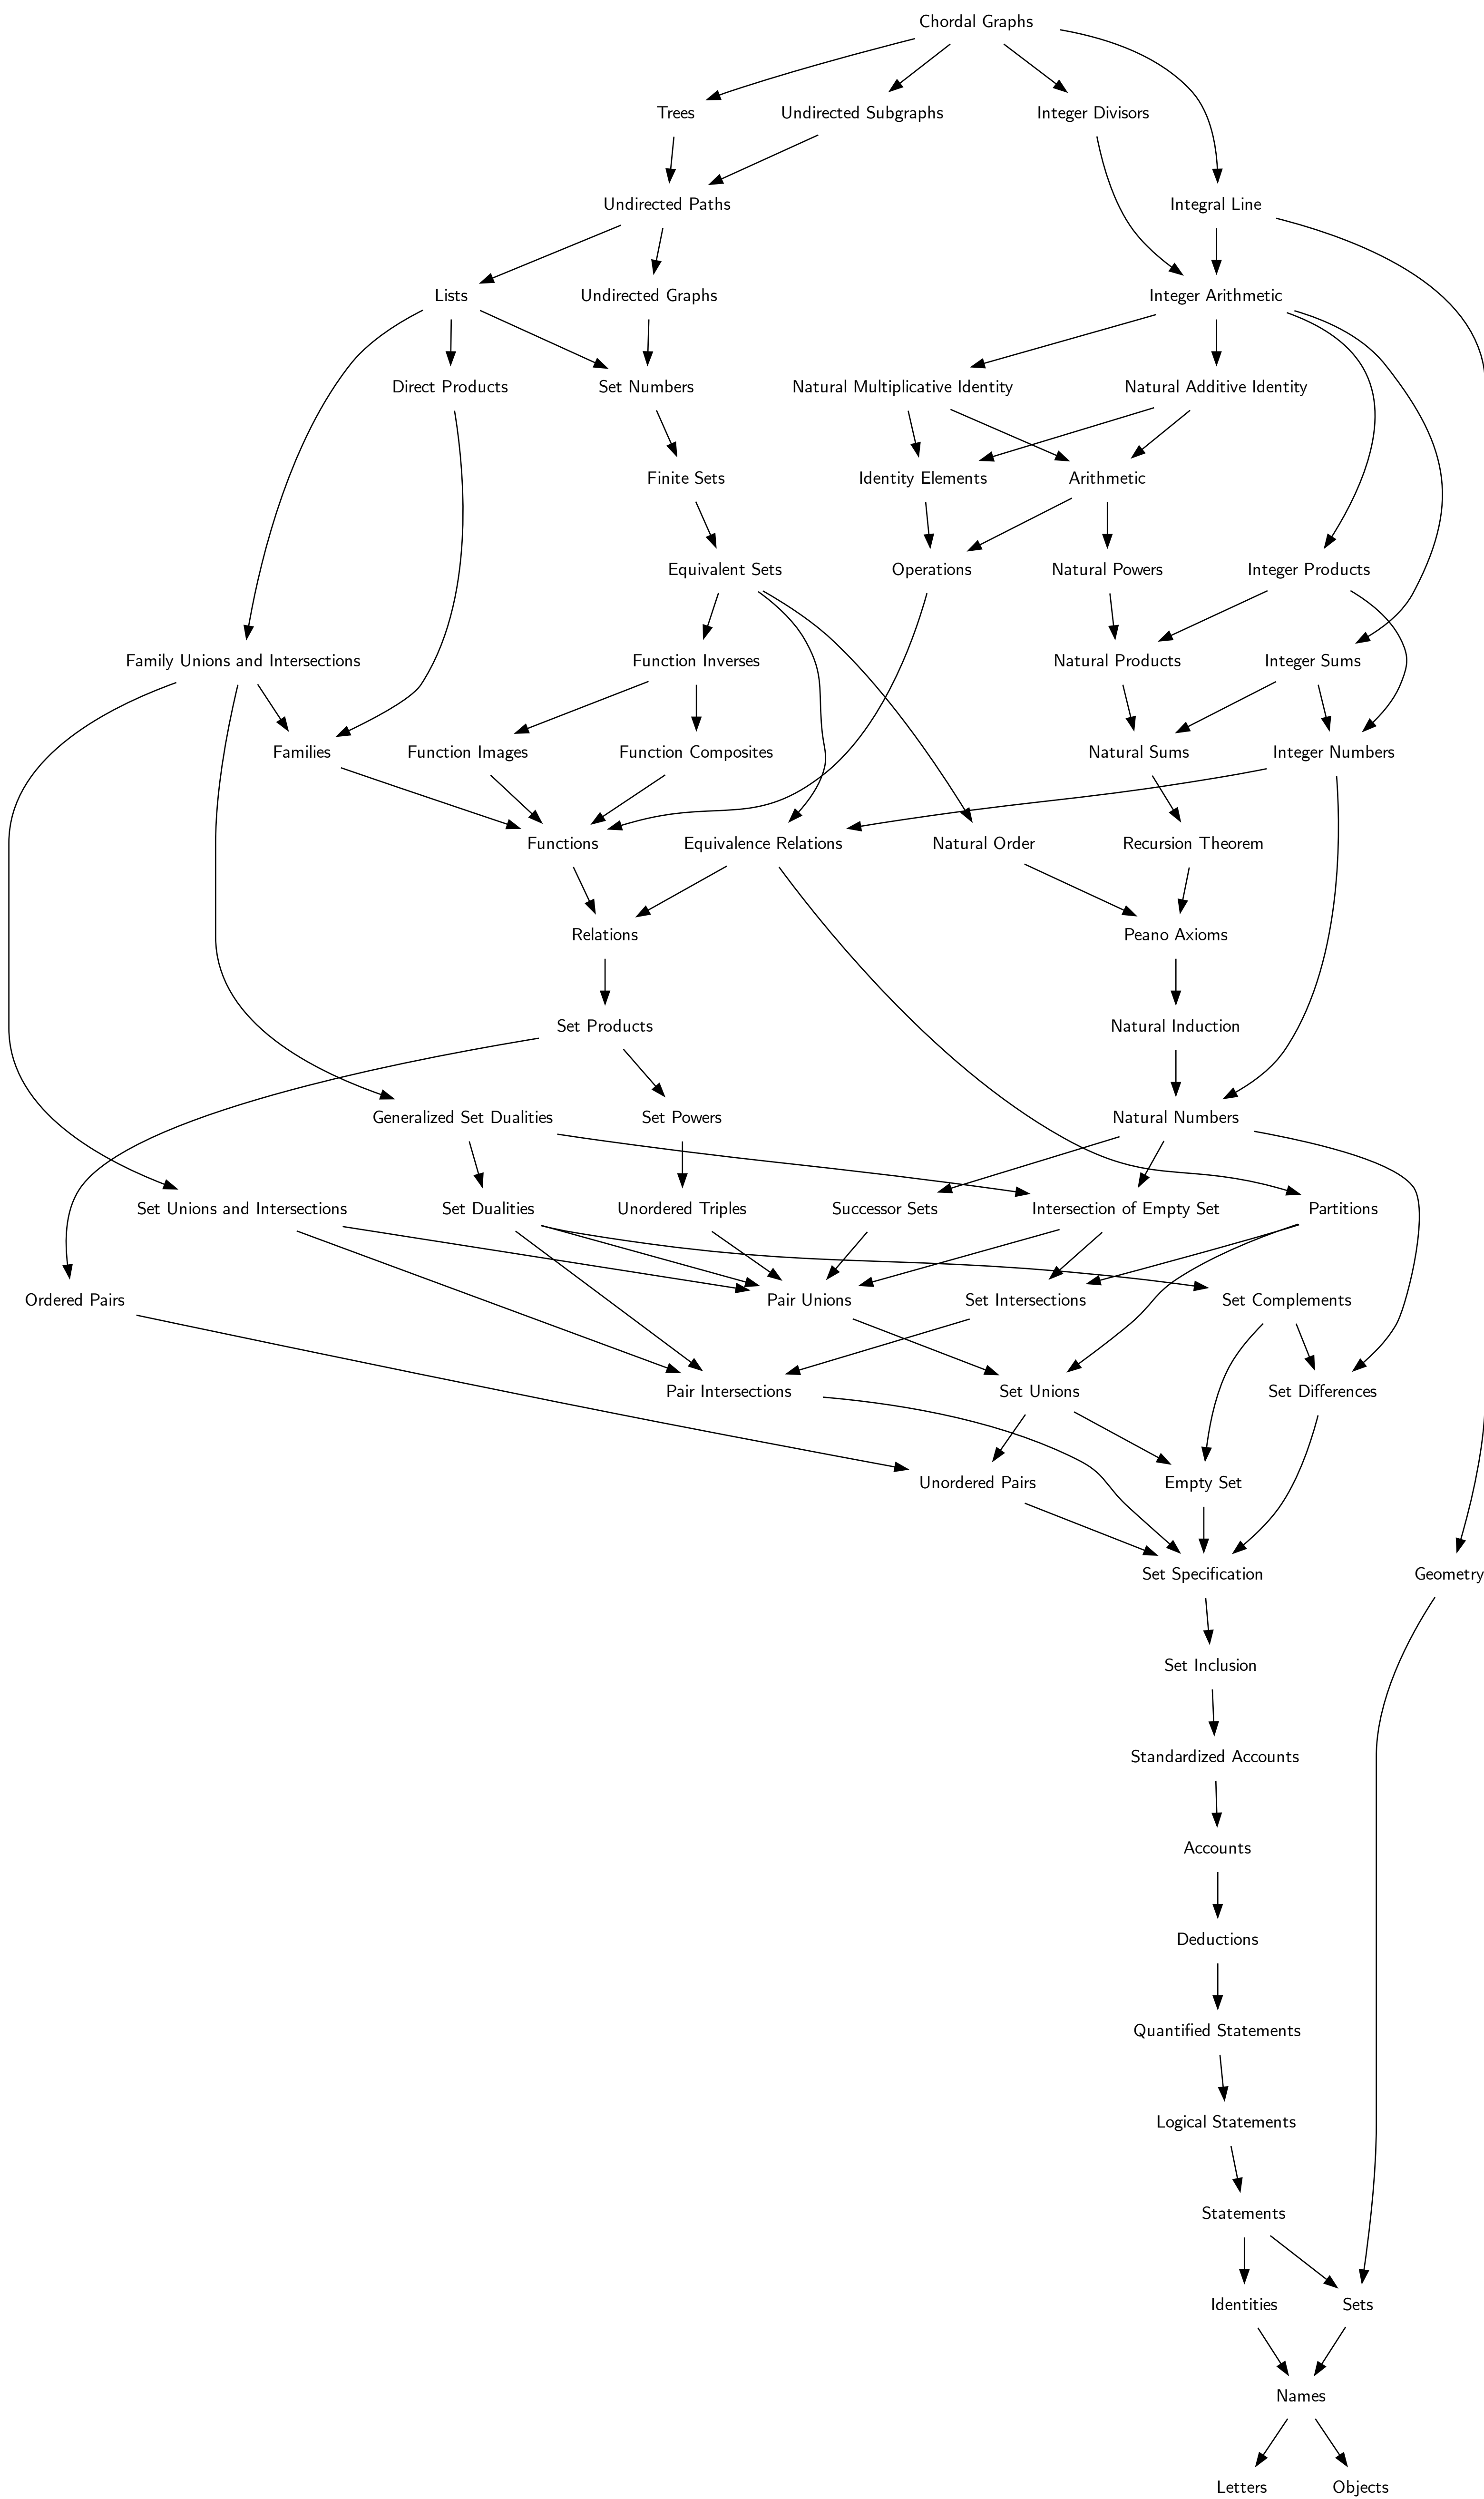 Chordal Graphs
Trees
Undirected Subgraphs
Integer Divisors
Undirected Paths
Integral Line
Lists
Undirected Graphs
Integer Arithmetic
Direct Products
Set Numbers
Natural Multiplicative Identity
Natural Additive Identity
Finite Sets
Identity Elements
Arithmetic
Equivalent Sets
Operations
Natural Powers
Integer Products
Family Unions and Intersections
Function Inverses
Natural Products
Integer Sums
Families
Function Images
Function Composites
Natural Sums
Integer Numbers
Functions
Equivalence Relations
Natural Order
Recursion Theorem
Relations
Peano Axioms
Set Products
Natural Induction
Generalized Set Dualities
Set Powers
Natural Numbers
Set Unions and Intersections
Set Dualities
Unordered Triples
Successor Sets
Intersection of Empty Set
Partitions
Ordered Pairs
Pair Unions
Set Intersections
Set Complements
Pair Intersections
Set Unions
Set Differences
Unordered Pairs
Empty Set
Set Specification
Geometry
Set Inclusion
Standardized Accounts
Accounts
Deductions
Quantified Statements
Logical Statements
Statements
Identities
Sets
Names
Letters
Objects